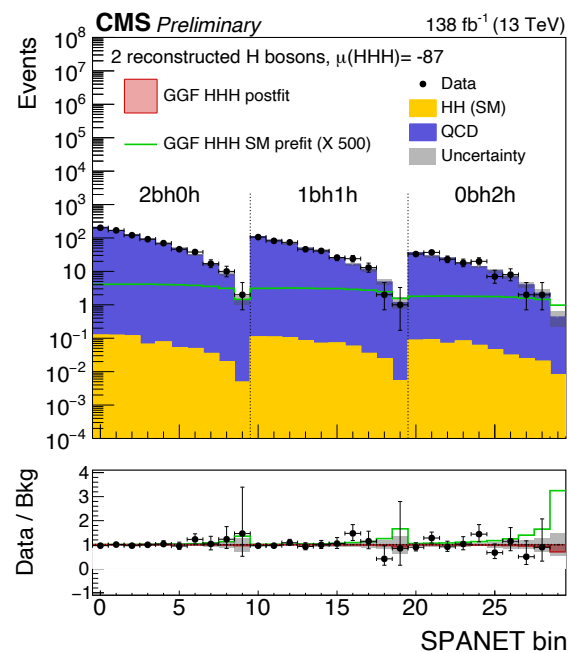 CMS Preliminary 138 fb⁻¹ (13 TeV)
2 reconstructed H bosons, μ(HHH)= -87
GGF HHH postfit
GGF HHH SM prefit (X 500)
Data
HH (SM)
QCD
Uncertainty
2bh0h 1bh1h 0bh2h
Events
10⁸
10⁷
10⁶
10⁵
10⁴
10³
10²
10
1
10⁻¹
10⁻²
10⁻³
10⁻⁴
Data / Bkg
4
3
2
1
0
−1
0 5 10 15 20 25
SPANET bin